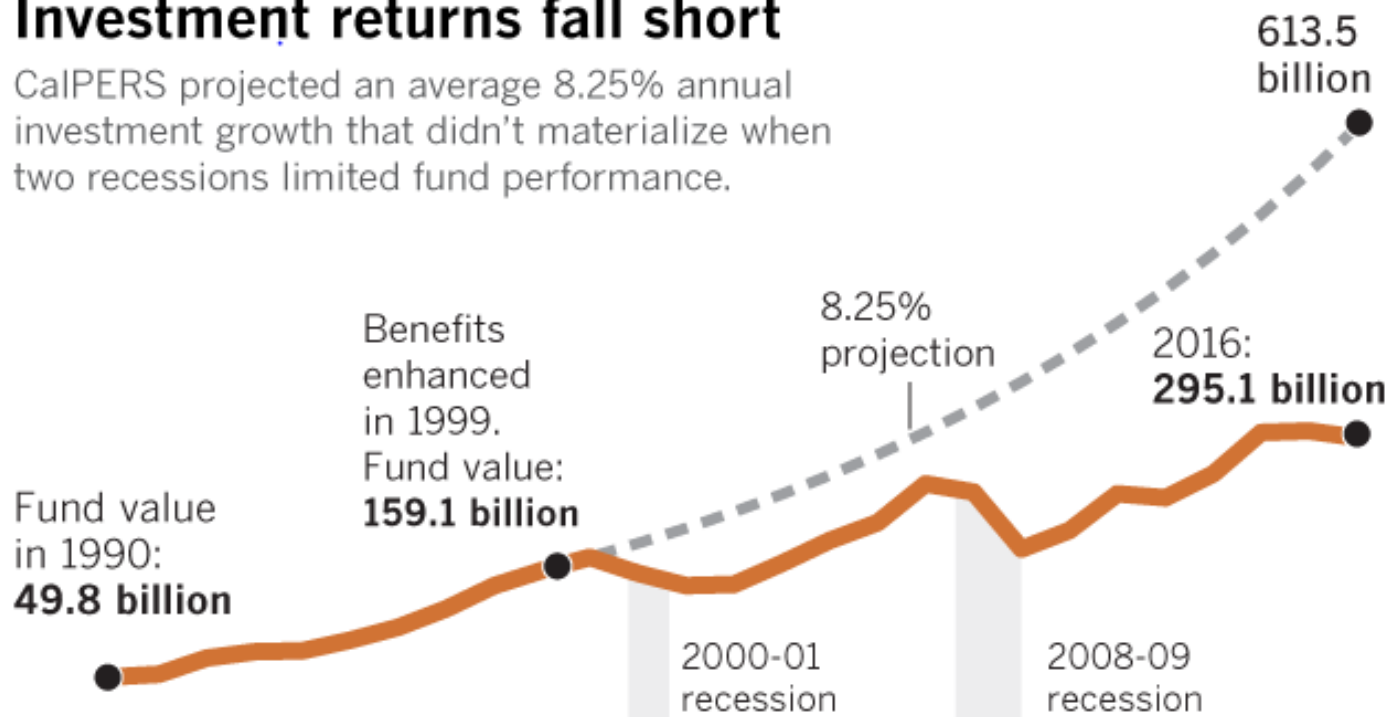 Investment returns fall short
CalPERS projected an average 8.25% annual
investment growth that didn't materialize when
two recessions limited fund performance.
613.5
billion
8.25%
projection
2016:
295.1 billion
Benefits
enhanced
in 1999.
Fund value:
159.1 billion
Fund value
in 1990:
49.8 billion
2000-01
recession
2008-09
recession